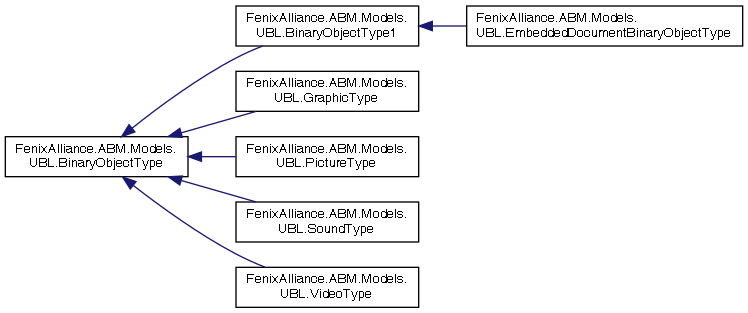 FenixAlliance.ABM.Models.
UBL.BinaryObjectType1
FenixAlliance.ABM.Models.
UBL.EmbeddedDocumentBinaryObjectType
FenixAlliance.ABM.Models.
UBL.GraphicType
FenixAlliance.ABM.Models.
UBL.BinaryObjectType
FenixAlliance.ABM.Models.
UBL.PictureType
FenixAlliance.ABM.Models.
UBL.SoundType
FenixAlliance.ABM.Models.
UBL.VideoType